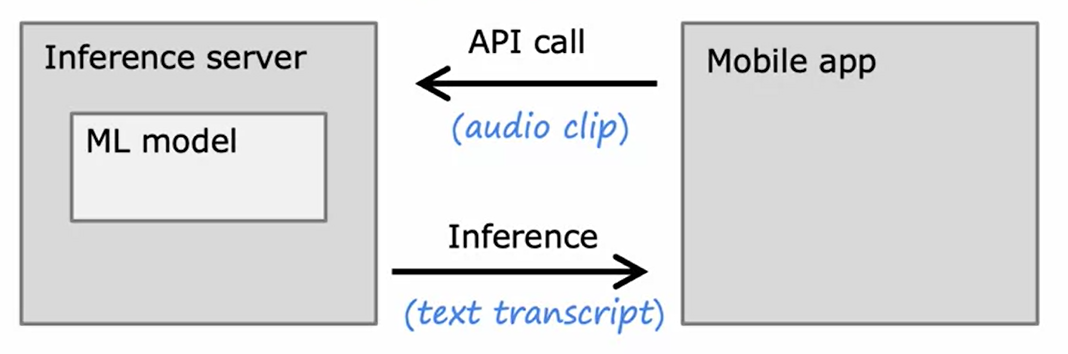 Inference server
ML model
API call
(audio clip)
Inference
(text transcript)
Mobile app